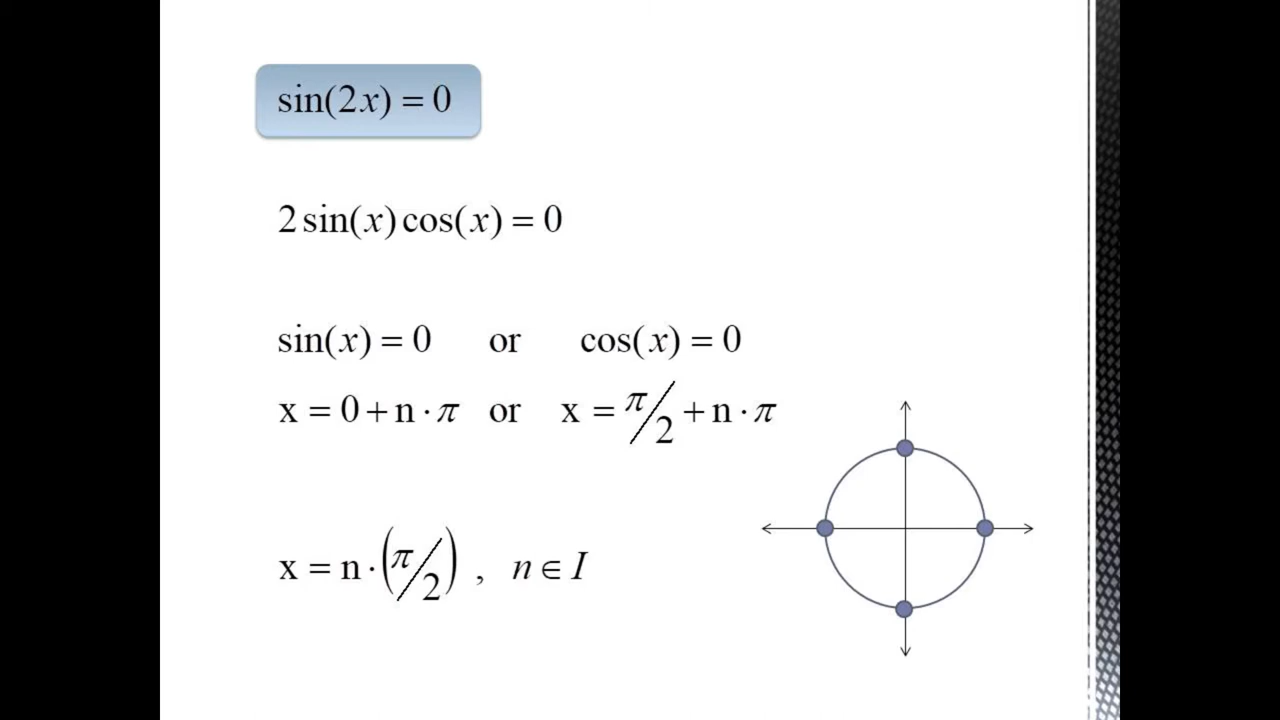 sin(2x) = 0
2 sin(x) cos(x) = 0
sin(x) = 0 or cos(x) = 0
x = 0 + n · π or x = π/2 + n · π
x = n · (π/2) , n ∈ I